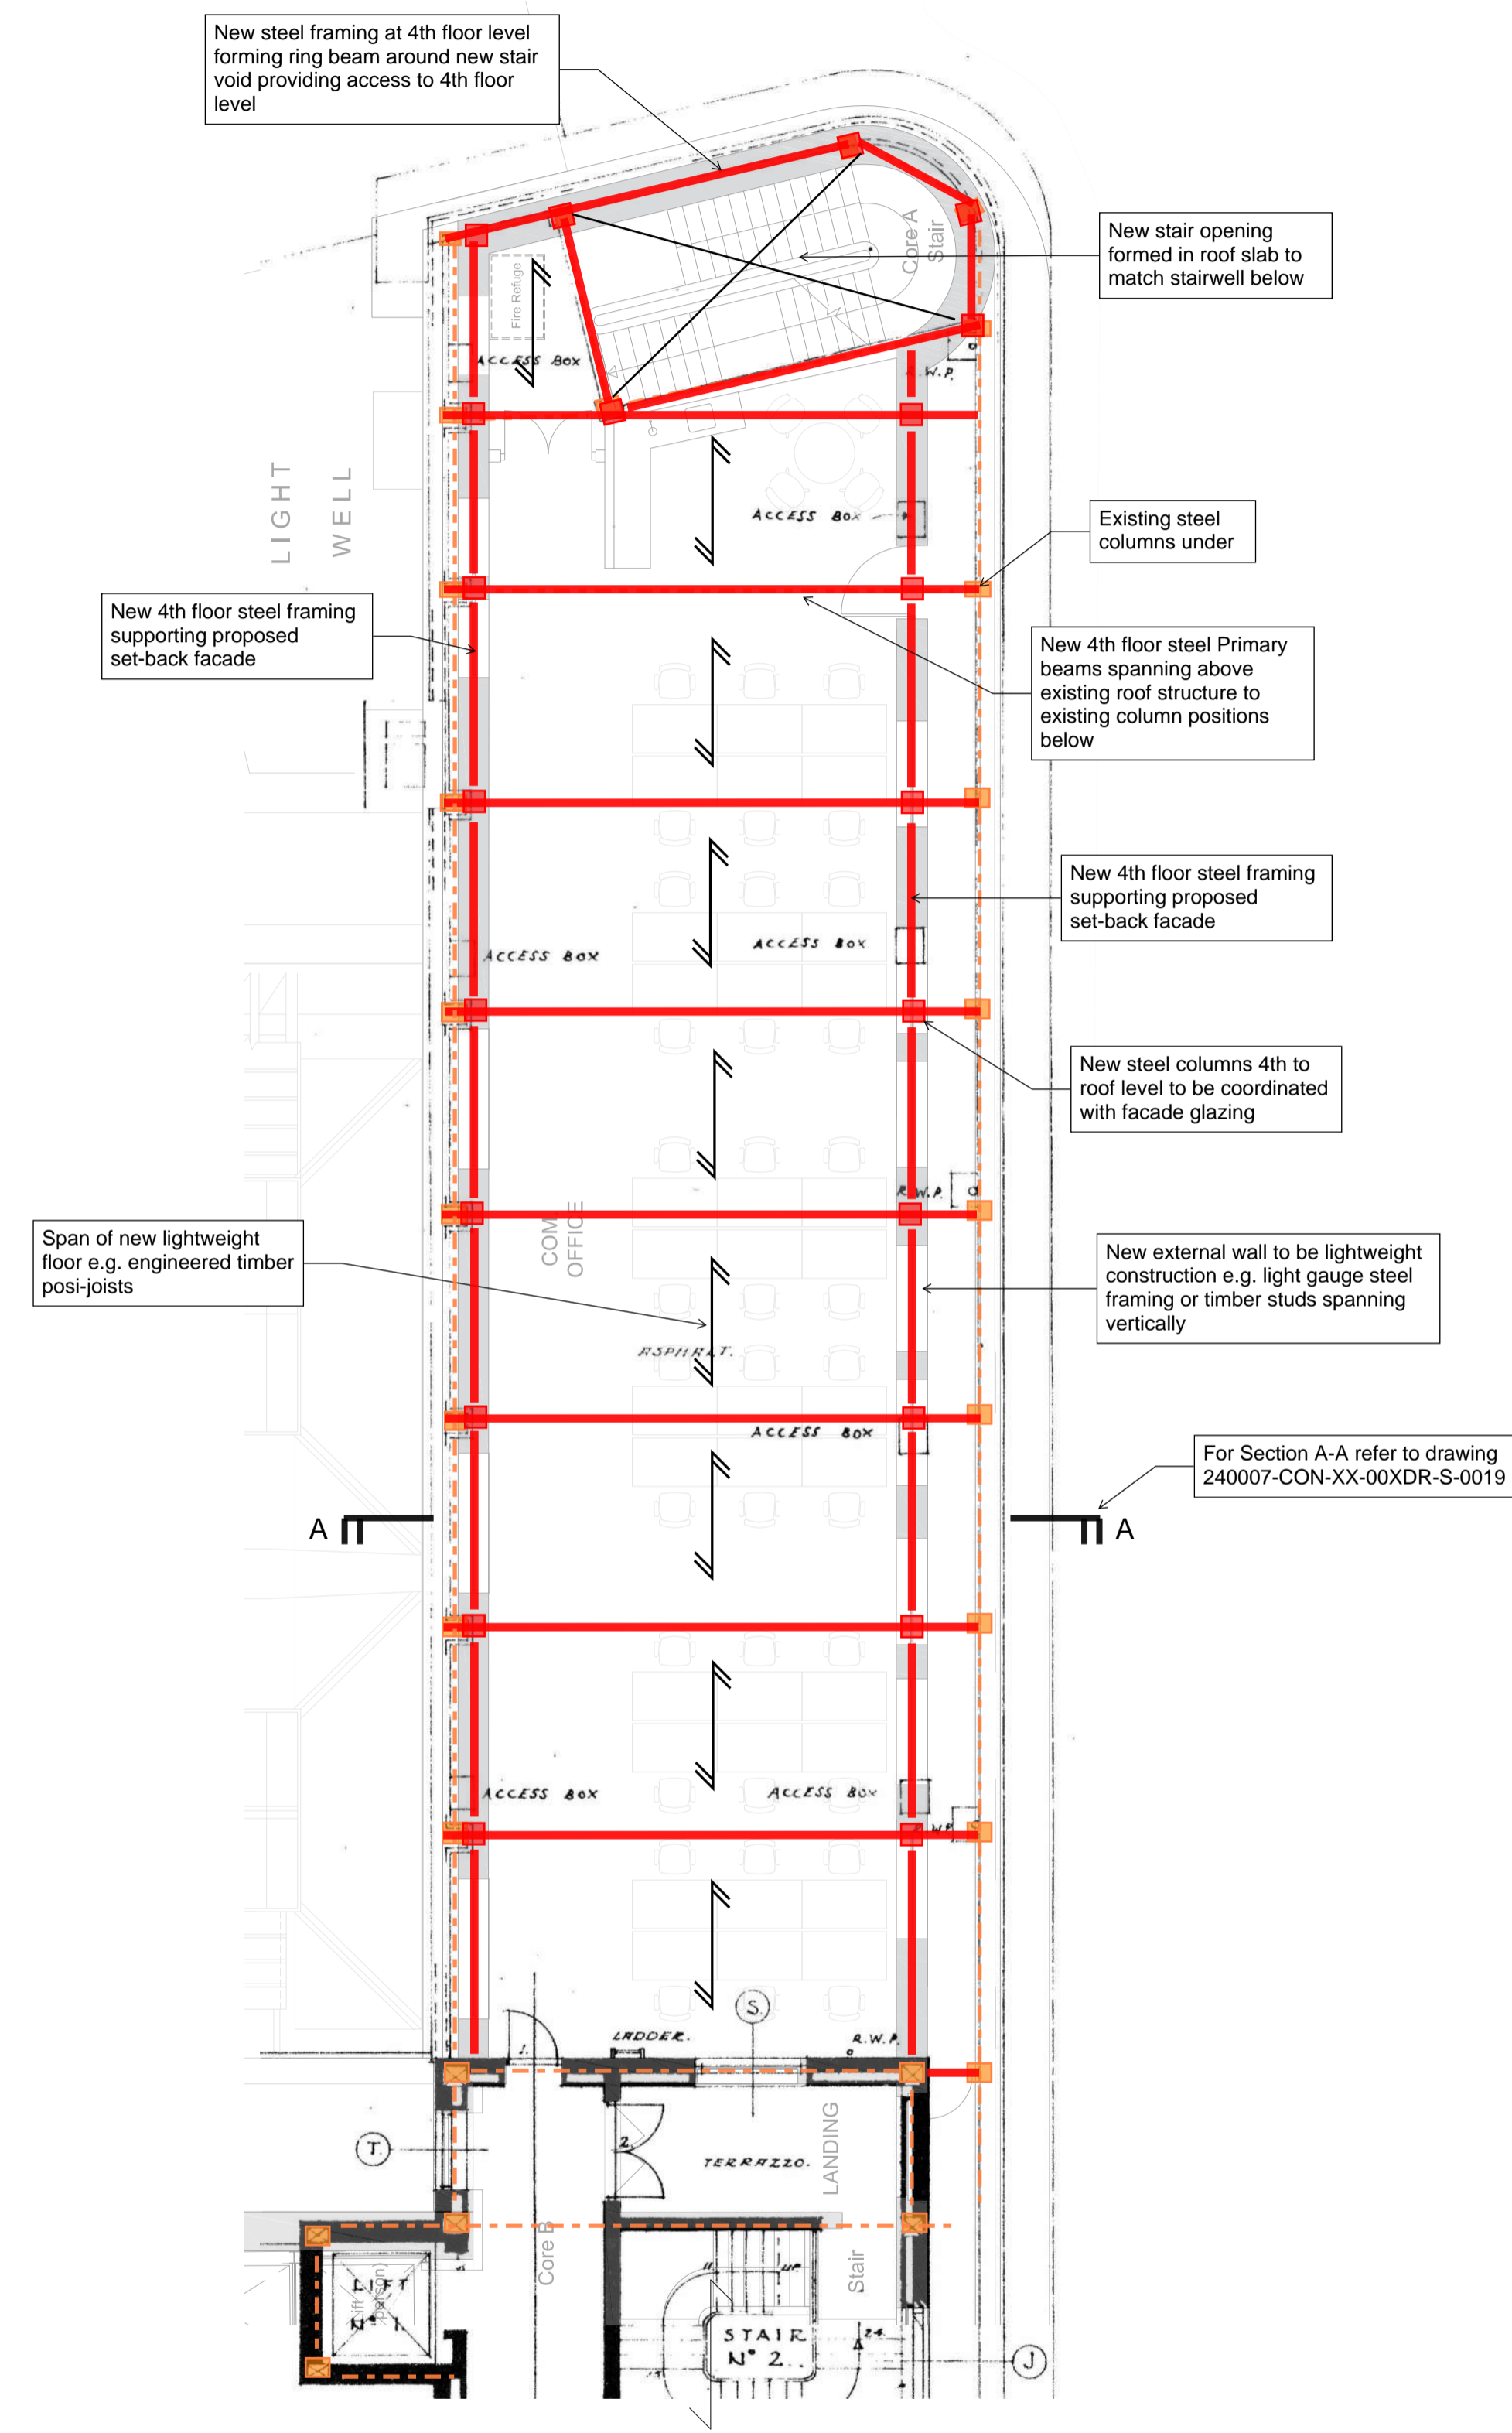 New steel framing at 4th floor level
forming ring beam around new stair
void providing access to 4th floor
level
New stair opening
formed in roof slab to
match stairwell below
Core A
Stair
Fire Refuge
ACCESS BOX
R.W.P.
LIGHT
WELL
ACCESS BOX
Existing steel
columns under
New 4th floor steel framing
supporting proposed
set-back facade
New 4th floor steel Primary
beams spanning above
existing roof structure to
existing column positions
below
New 4th floor steel framing
supporting proposed
set-back facade
ACCESS BOX
ACCESS BOX
New steel columns 4th to
roof level to be coordinated
with facade glazing
R.W.P.
COM.
OFFICE
Span of new lightweight
floor e.g. engineered timber
posi-joists
New external wall to be lightweight
construction e.g. light gauge steel
framing or timber studs spanning
vertically
ASPHALT.
ACCESS BOX
For Section A-A refer to drawing
240007-CON-XX-00XDR-S-0019
A
A
ACCESS BOX
ACCESS BOX
W.P.
S.
LADDER.
R.W.P.
1.
T.
2.
TERRAZZO.
LANDING
Core B
Stair
LIFT
Nº 1.
Lift
person)
11.
UP.
STAIR
Nº 2..
24.
J